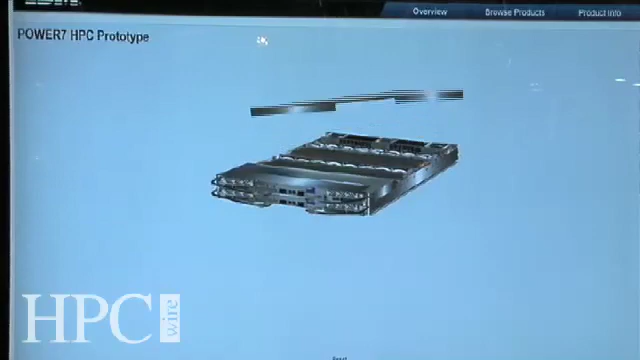 Overview Browse Products Product Info
POWER7 HPC Prototype
HPC wire